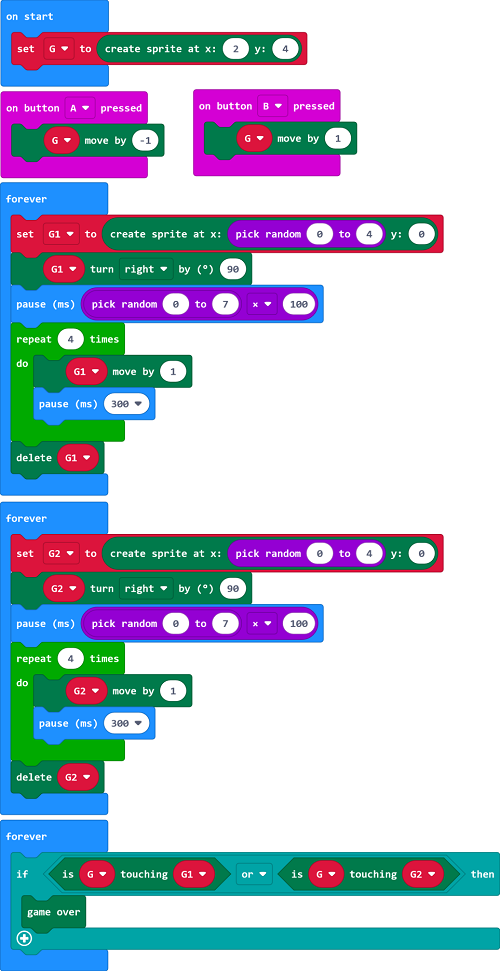 on start
set G to create sprite at x: 2 y: 4
on button A pressed
G move by -1
on button B pressed
G move by 1
forever
set G1 to create sprite at x: pick random 0 to 4 y: 0
G1 turn right by (°) 90
pause (ms) pick random 0 to 7 × 100
repeat 4 times
do
G1 move by 1
pause (ms) 300
delete G1
forever
set G2 to create sprite at x: pick random 0 to 4 y: 0
G2 turn right by (°) 90
pause (ms) pick random 0 to 7 × 100
repeat 4 times
do
G2 move by 1
pause (ms) 300
delete G2
forever
if is G touching G1 or is G touching G2 then
game over